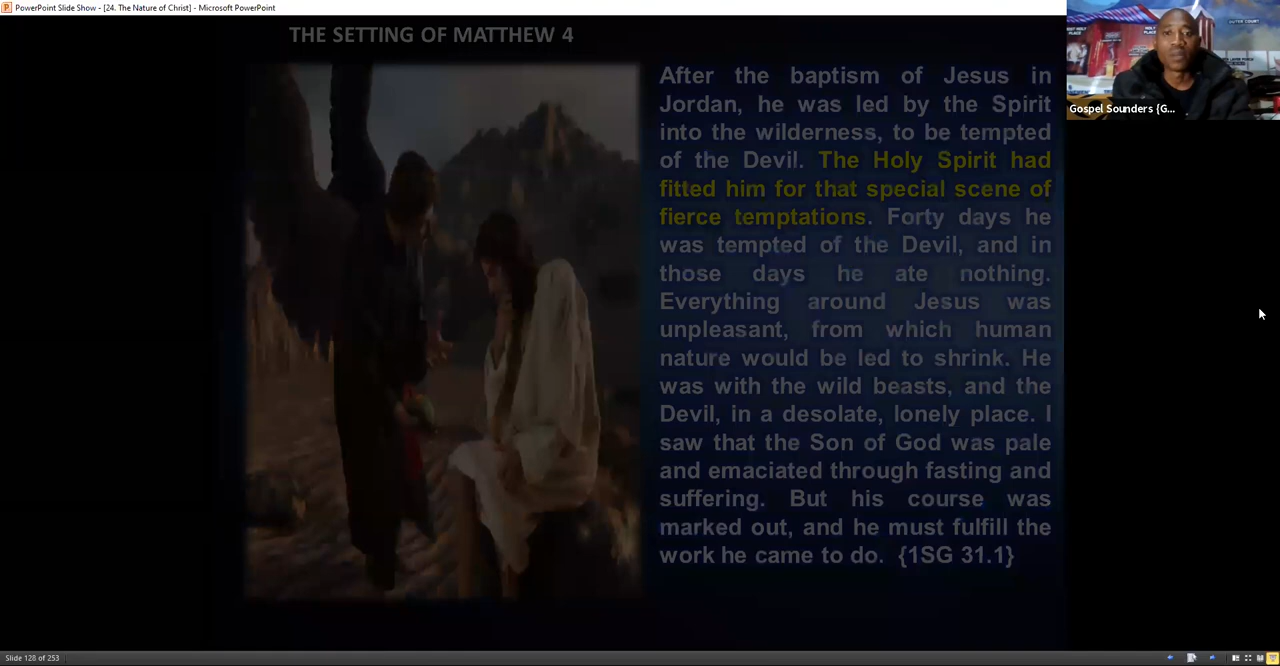 PowerPoint Slide Show - [24. The Nature of Christ] - Microsoft PowerPoint
THE SETTING OF MATTHEW 4
After the baptism of Jesus in
Jordan, he was led by the Spirit
into the wilderness, to be tempted
of the Devil. The Holy Spirit had
fitted him for that special scene of
fierce temptations. Forty days he
was tempted of the Devil, and in
those days he ate nothing.
Everything around Jesus was
unpleasant, from which human
nature would be led to shrink. He
was with the wild beasts, and the
Devil, in a desolate, lonely place. I
saw that the Son of God was pale
and emaciated through fasting and
suffering. But his course was
marked out, and he must fulfill the
work he came to do. {1SG 31.1}
OUTER COURT
Gospel Sounders {G...
Slide 128 of 253